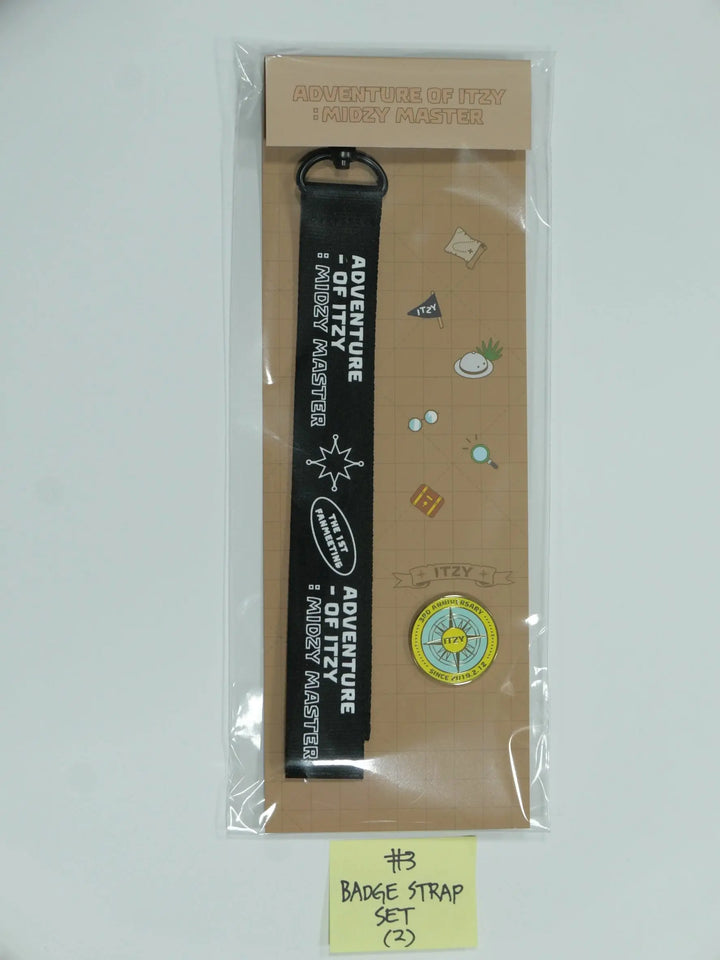 ADVENTURE OF ITZY
: MIDZY MASTER
ADVENTURE
- OF ITZY
: MIDZY MASTER
THE 1ST
FANMEETING
ADVENTURE
- OF ITZY
: MIDZY MASTER
ITZY
ITZY
3RD ANNIVERSARY
ITZY
SINCE 2019.2.12
#3
BADGE STRAP
SET
(2)